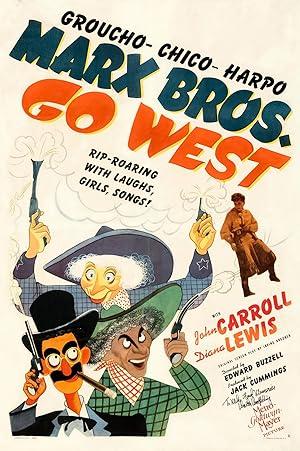 GROUCHO - CHICO - HARPO
MARX BROS.
GO WEST
RIP-ROARING
WITH LAUGHS,
GIRLS, SONGS!
WITH
John CARROLL
Diana LEWIS
Directed by
EDWARD BUZZELL
Produced by
JACK CUMMINGS
Metro
Goldwyn
Mayer
PICTURE